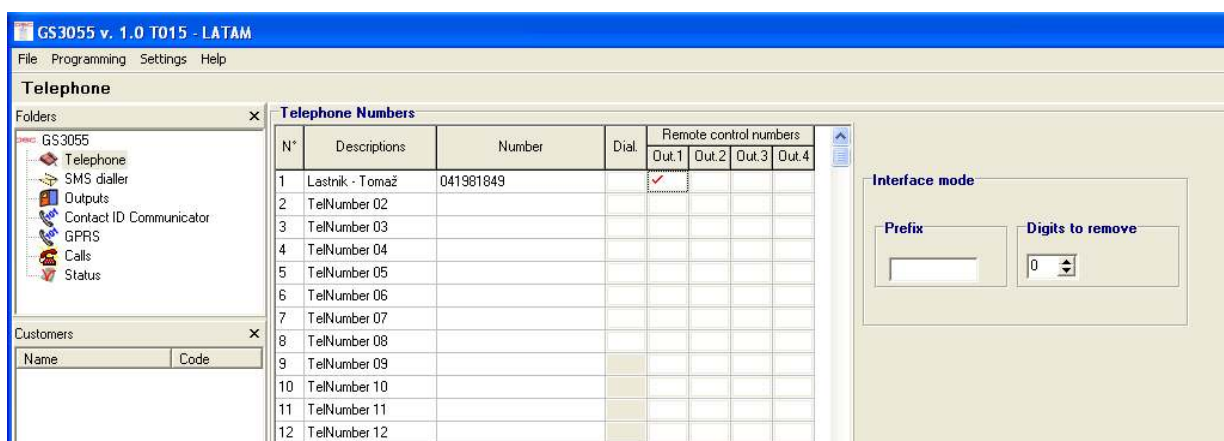 GS3055 v. 1.0 T015 - LATAM
File Programming Settings Help
Telephone
Folders
GS3055
Telephone
SMS dialler
Outputs
Contact ID Communicator
GPRS
Calls
Status
Customers
Name Code
Telephone Numbers
N° Descriptions Number Dial. Remote control numbers
Out.1 Out.2 Out.3 Out.4
1 Lastnik - Tomaž 041981849
2 TelNumber 02
3 TelNumber 03
4 TelNumber 04
5 TelNumber 05
6 TelNumber 06
7 TelNumber 07
8 TelNumber 08
9 TelNumber 09
10 TelNumber 10
11 TelNumber 11
12 TelNumber 12
Interface mode
Prefix Digits to remove
0